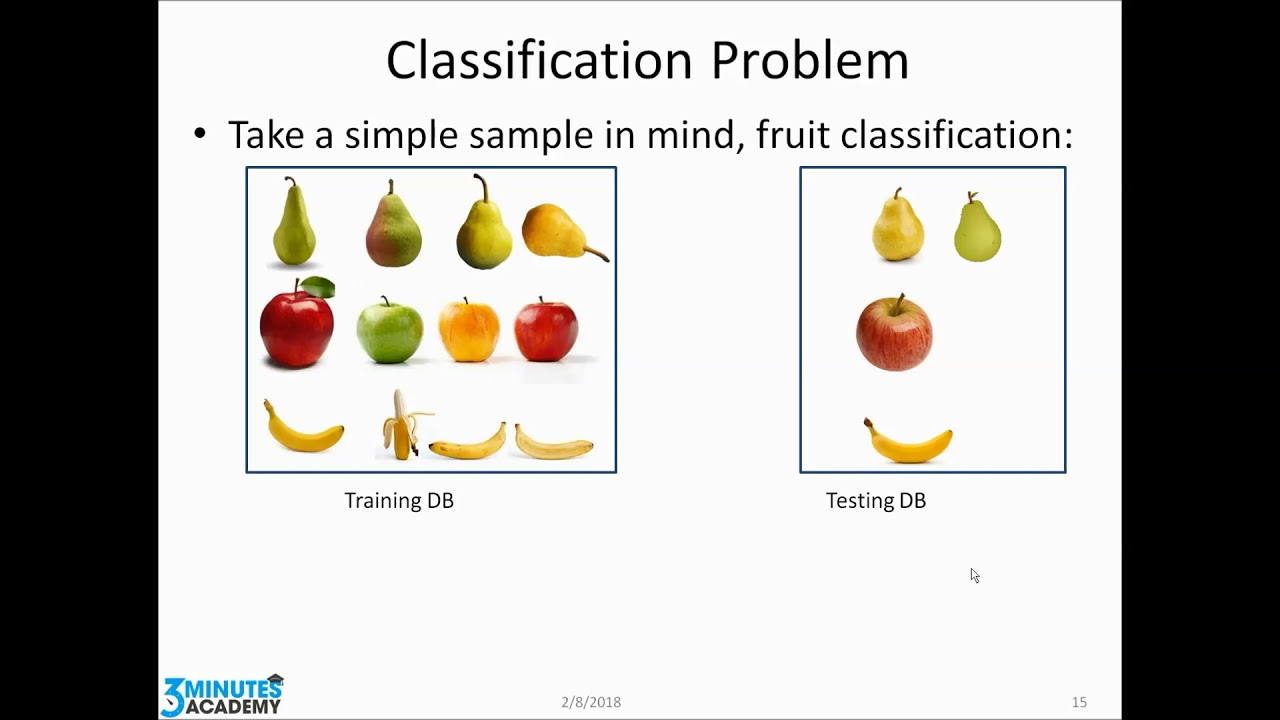 Classification Problem
• Take a simple sample in mind, fruit classification:
Training DB
Testing DB
3MINUTES
ACADEMY
2/8/2018
15